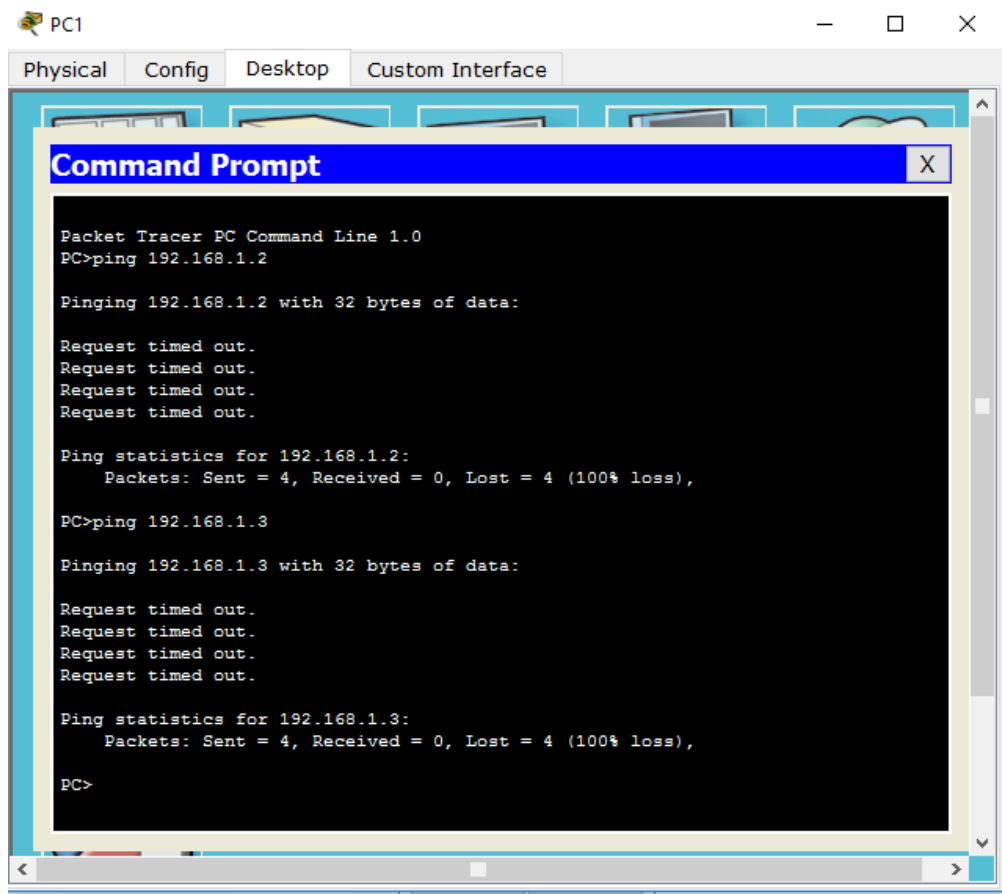 PC1
Physical Config Desktop Custom Interface
Command Prompt
X
Packet Tracer PC Command Line 1.0
PC>ping 192.168.1.2
Pinging 192.168.1.2 with 32 bytes of data:
Request timed out.
Request timed out.
Request timed out.
Request timed out.
Ping statistics for 192.168.1.2:
Packets: Sent = 4, Received = 0, Lost = 4 (100% loss),
PC>ping 192.168.1.3
Pinging 192.168.1.3 with 32 bytes of data:
Request timed out.
Request timed out.
Request timed out.
Request timed out.
Ping statistics for 192.168.1.3:
Packets: Sent = 4, Received = 0, Lost = 4 (100% loss),
PC>